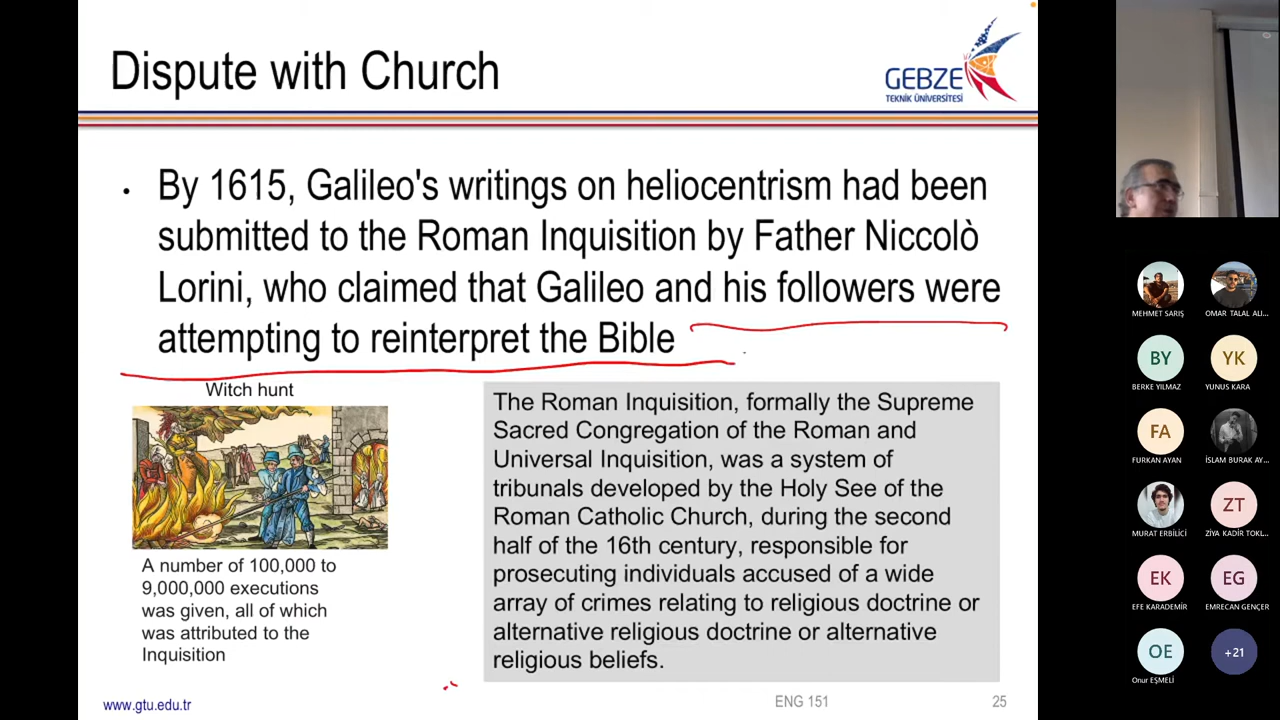 Dispute with Church
GEBZE
TEKNİK ÜNİVERSİTESİ
• By 1615, Galileo's writings on heliocentrism had been
submitted to the Roman Inquisition by Father Niccolò
Lorini, who claimed that Galileo and his followers were
attempting to reinterpret the Bible
Witch hunt
A number of 100,000 to
9,000,000 executions
was given, all of which
was attributed to the
Inquisition
The Roman Inquisition, formally the Supreme
Sacred Congregation of the Roman and
Universal Inquisition, was a system of
tribunals developed by the Holy See of the
Roman Catholic Church, during the second
half of the 16th century, responsible for
prosecuting individuals accused of a wide
array of crimes relating to religious doctrine or
alternative religious doctrine or alternative
religious beliefs.
www.gtu.edu.tr
ENG 151
25
MEHMET SARIŞ
OMAR TALAL ALI...
BY
BERKE YILMAZ
YK
YUNUS KARA
FA
FURKAN AYAN
İSLAM BURAK AY...
MURAT ERBİLİCİ
ZT
ZİYA KADİR TOKL...
EK
EFE KARADEMİR
EG
EMRECAN GENÇER
OE
Onur EŞMELİ
+21